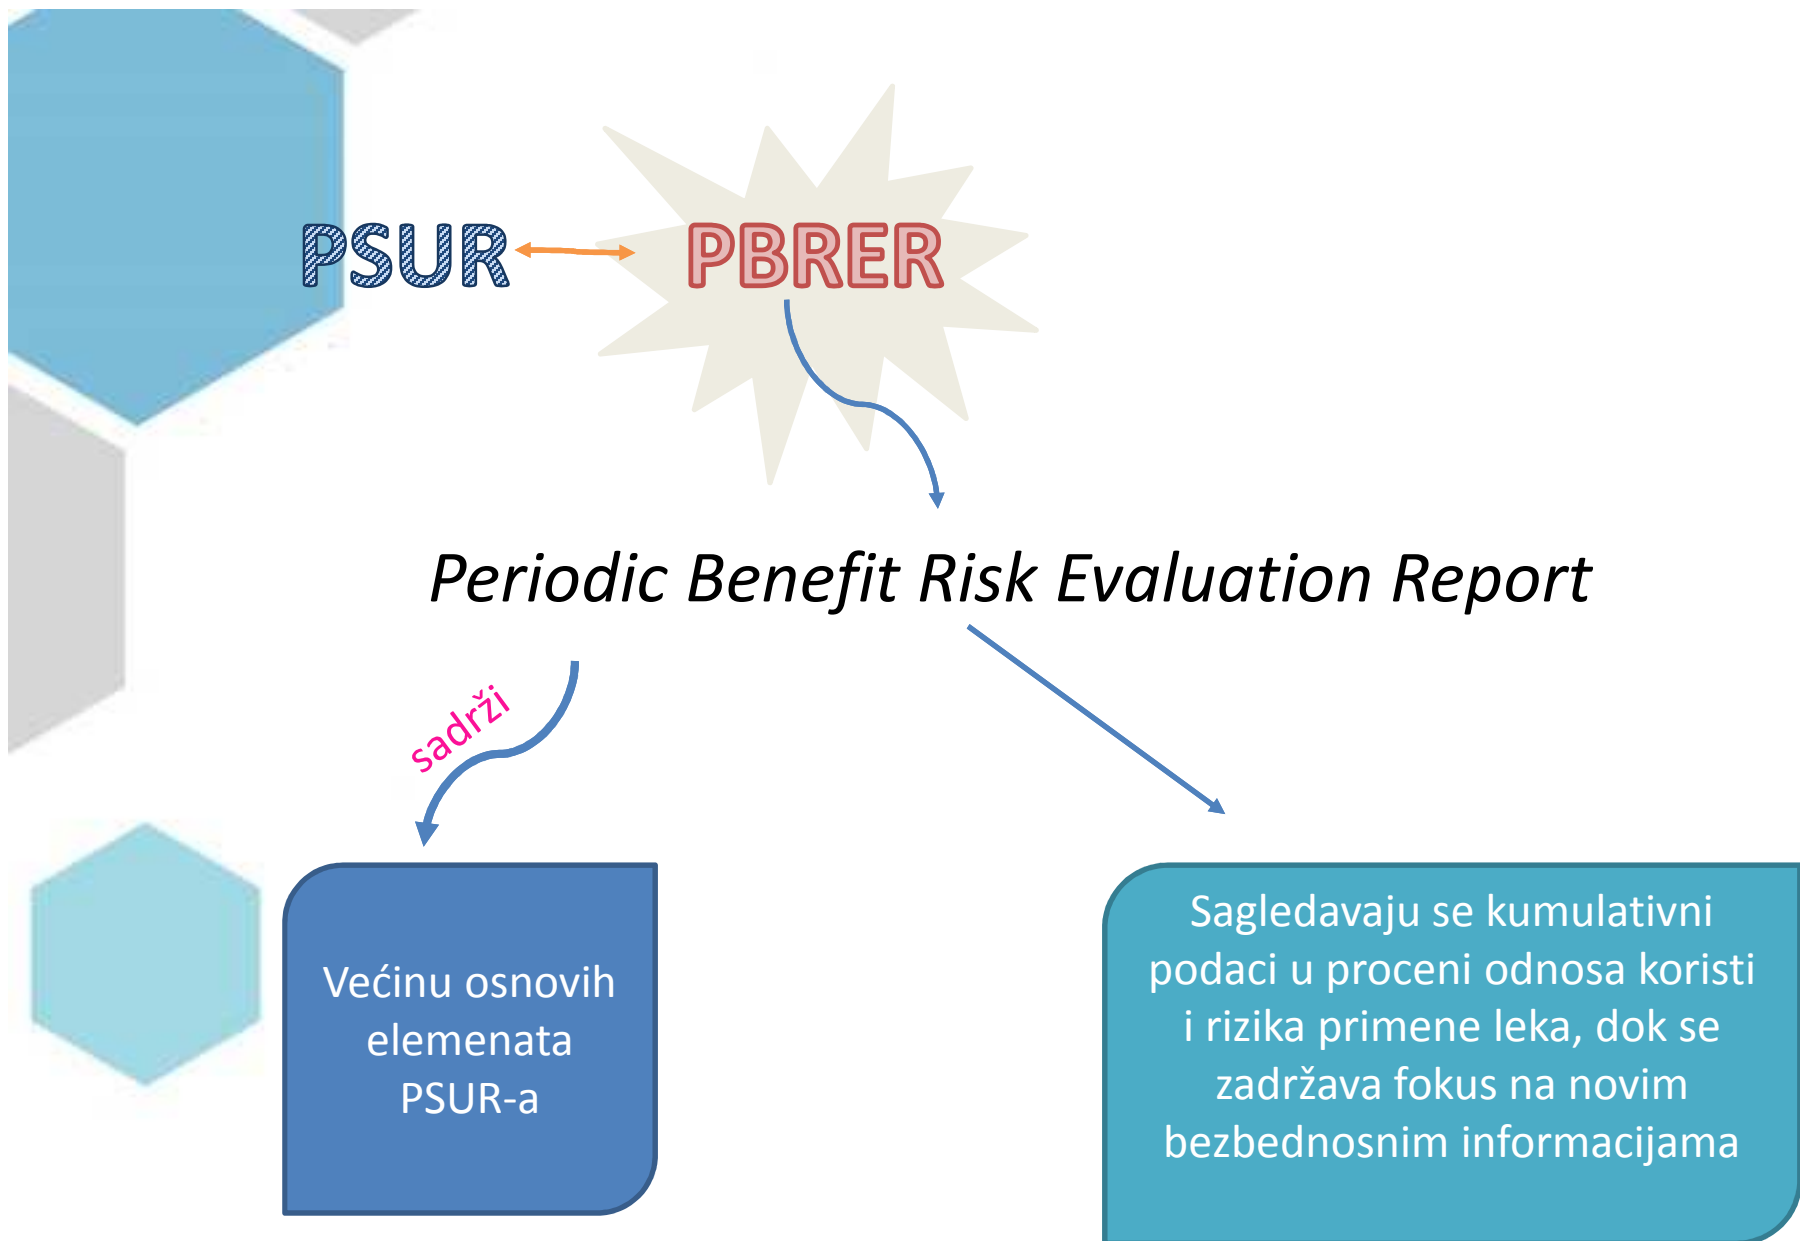 PSUR
PBRER
Periodic Benefit Risk Evaluation Report
sadrži
Većinu osnovih
elemenata
PSUR-a
Sagledavaju se kumulativni
podaci u proceni odnosa koristi
i rizika primene leka, dok se
zadržava fokus na novim
bezbednosnim informacijama